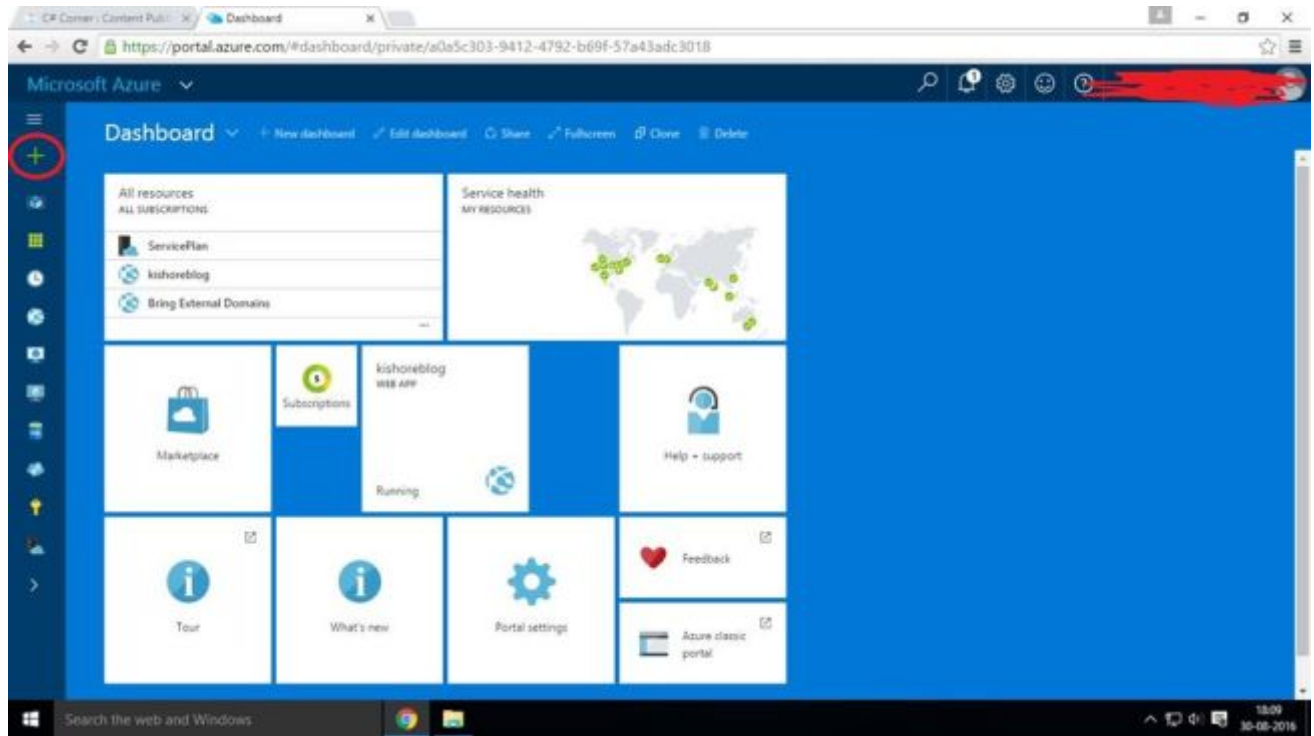 C# Corner : Content Publ
Dashboard
https://portal.azure.com/#dashboard/private/a0a5c303-9412-4792-b69f-57a43adc3018
Microsoft Azure
1
Dashboard
+ New dashboard
Edit dashboard
Share
Fullscreen
Clone
Delete
All resources
ALL SUBSCRIPTIONS
ServicePlan
kishoreblog
Bring External Domains
...
Service health
MY RESOURCES
Marketplace
Subscriptions
kishoreblog
WEB APP
Running
Help + support
Tour
What's new
Portal settings
Feedback
Azure classic
portal
Search the web and Windows
18:09
30-08-2016